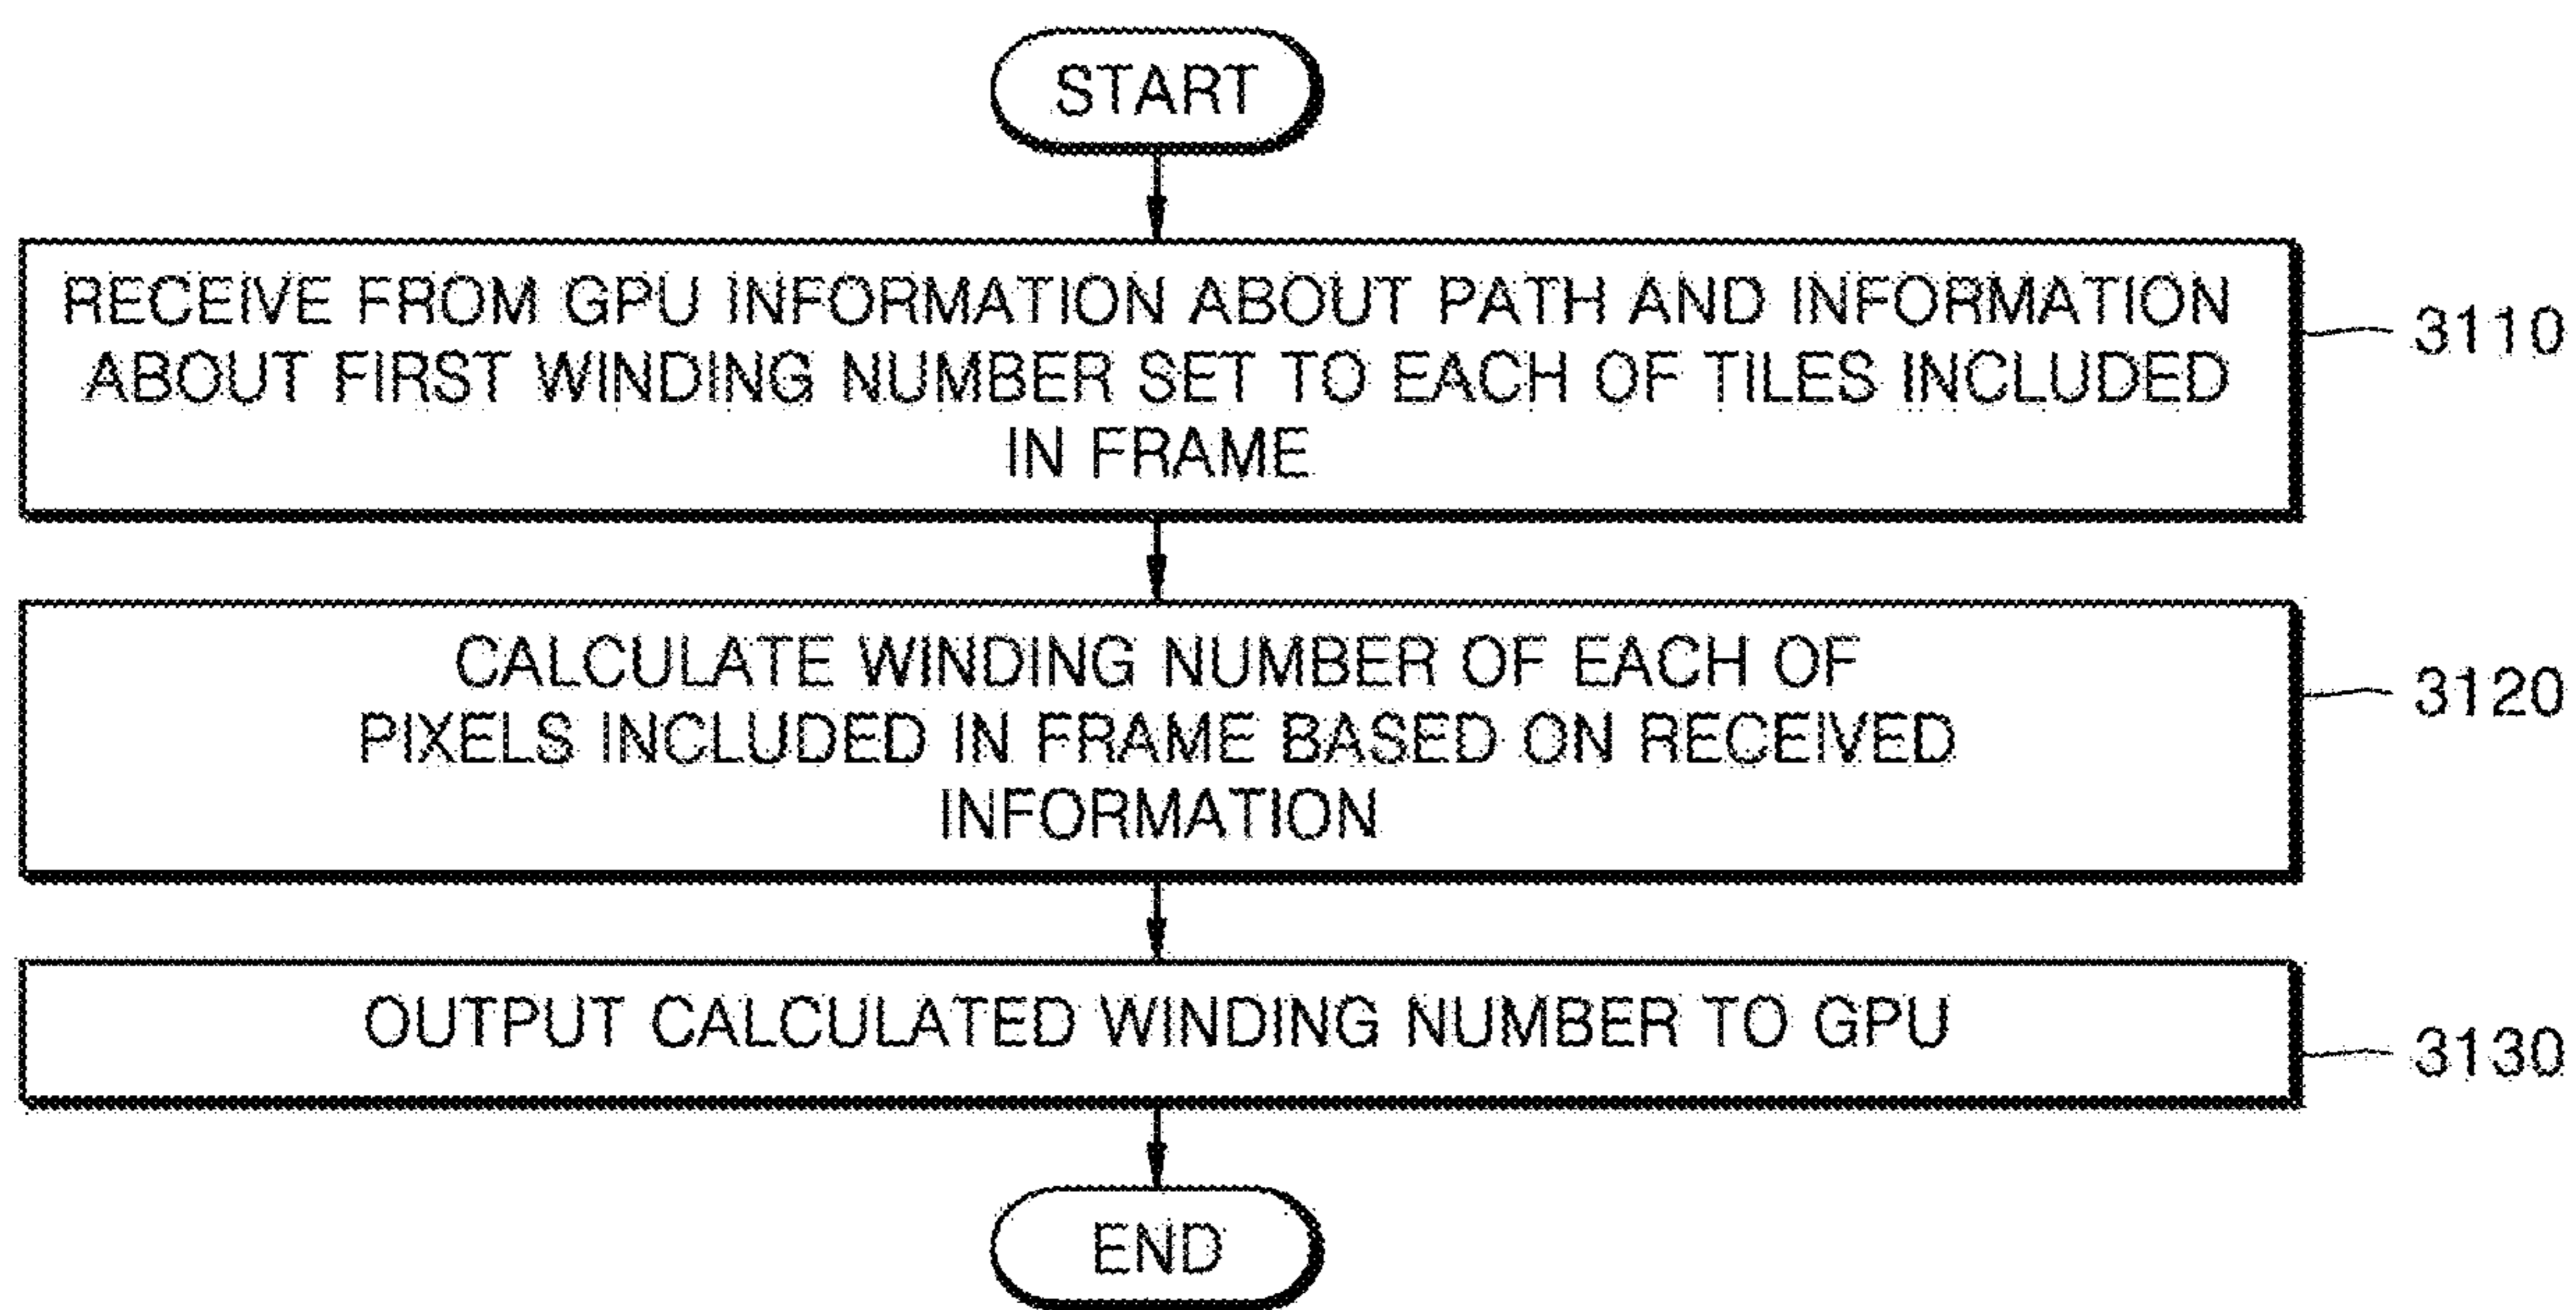 START
RECEIVE FROM GPU INFORMATION ABOUT PATH AND INFORMATION
ABOUT FIRST WINDING NUMBER SET TO EACH OF TILES INCLUDED
IN FRAME
3110
CALCULATE WINDING NUMBER OF EACH OF
PIXELS INCLUDED IN FRAME BASED ON RECEIVED
INFORMATION
3120
OUTPUT CALCULATED WINDING NUMBER TO GPU
3130
END